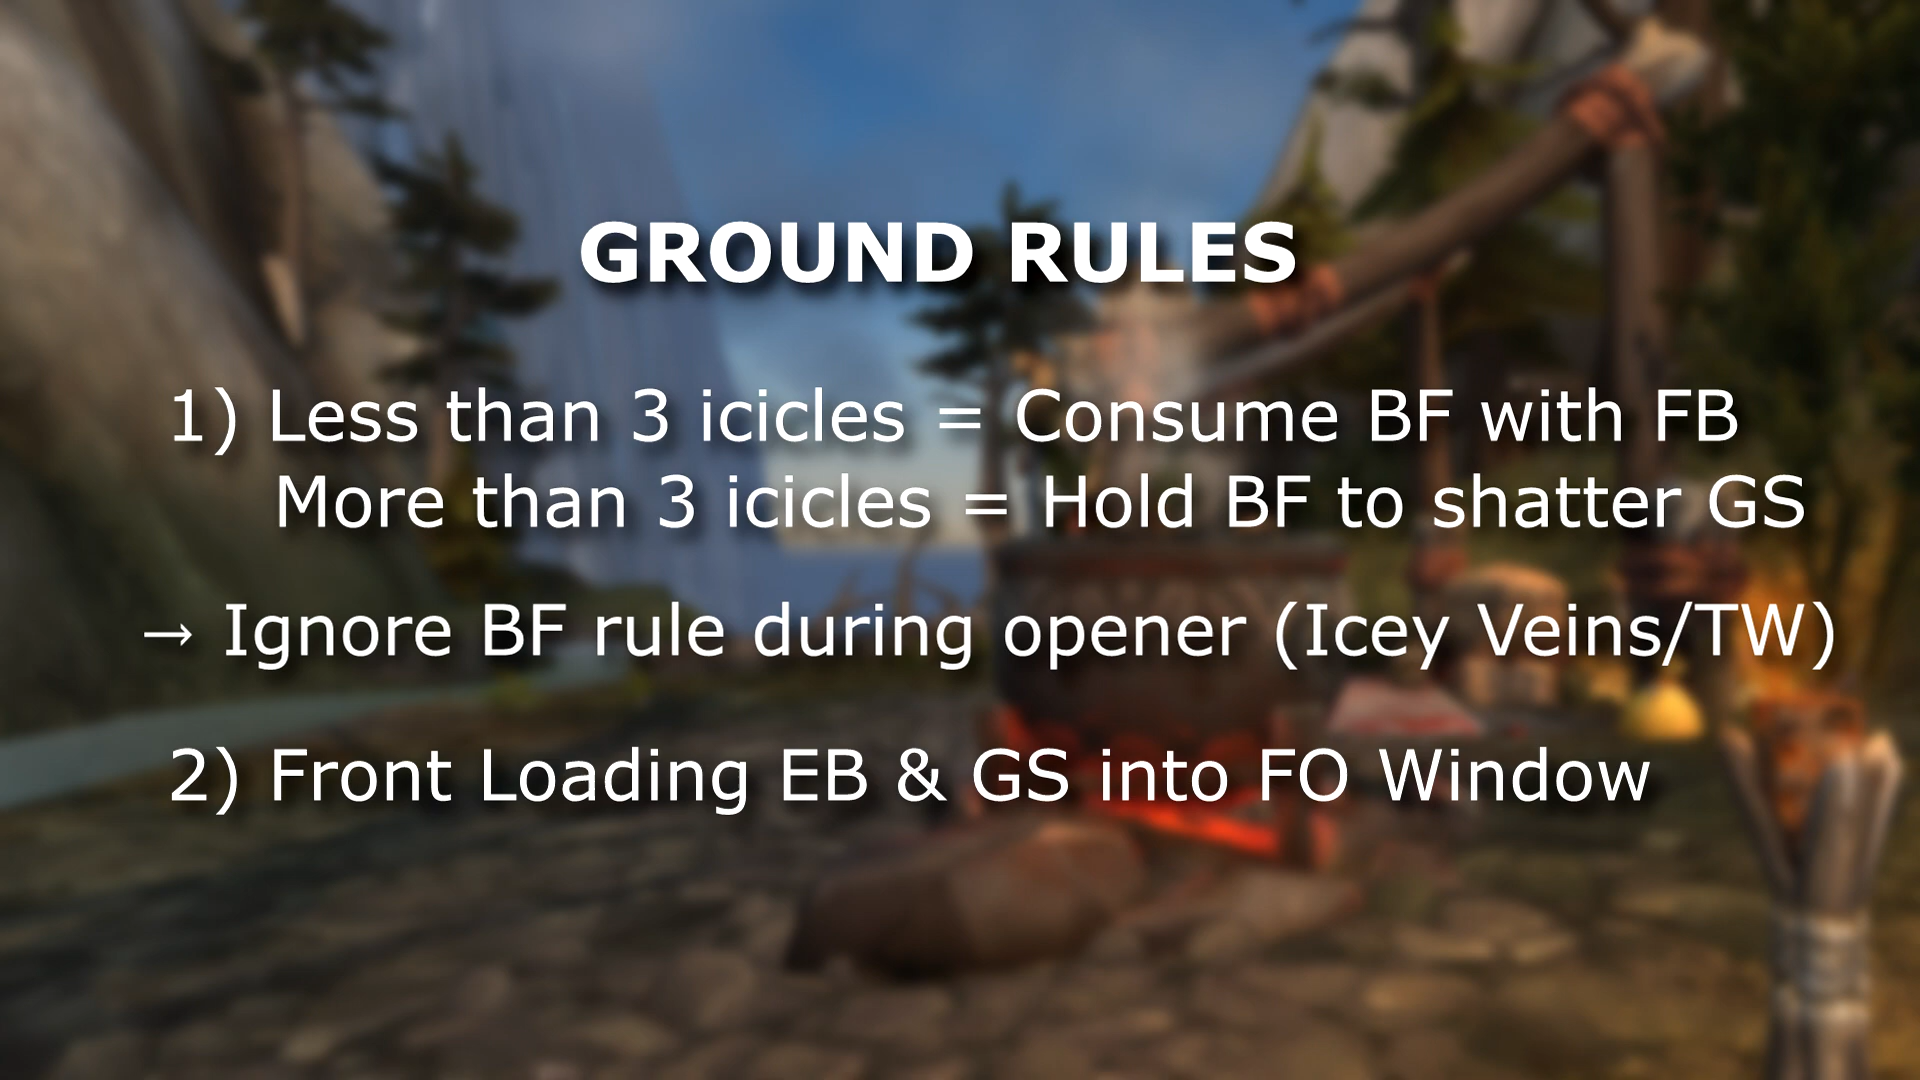 GROUND RULES
1) Less than 3 icicles = Consume BF with FB
More than 3 icicles = Hold BF to shatter GS
→ Ignore BF rule during opener (Icey Veins/TW)
2) Front Loading EB & GS into FO Window